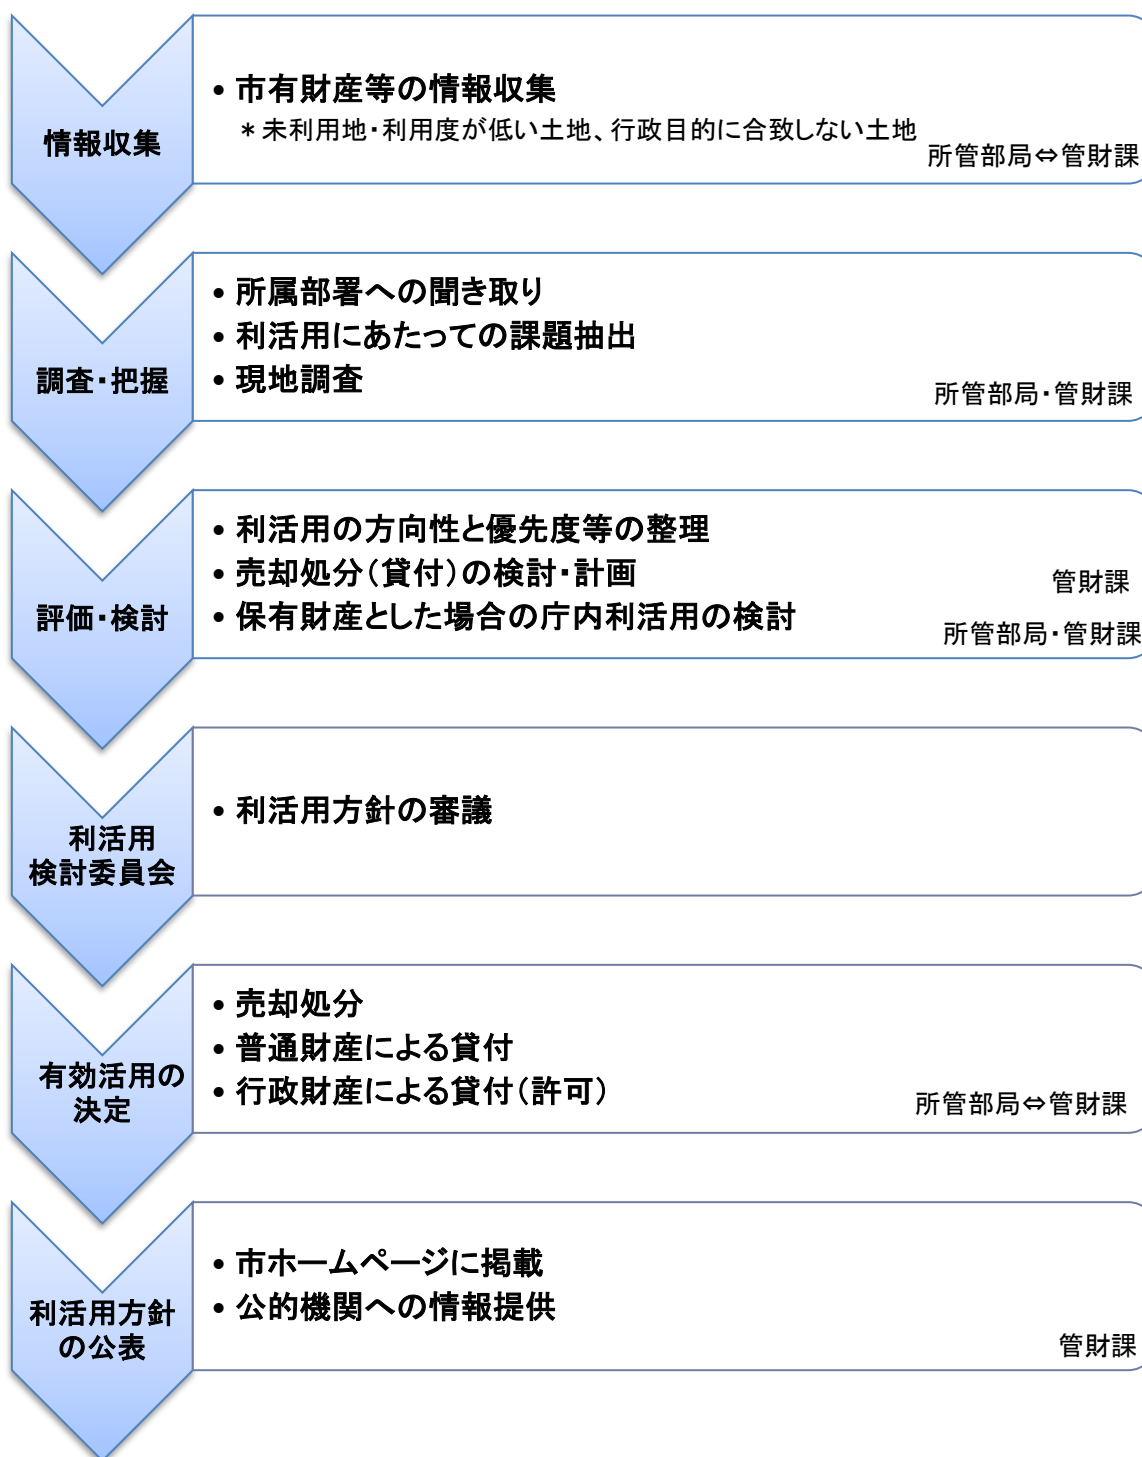 情報収集
• 市有財産等の情報収集
＊未利用地・利用度が低い土地、行政目的に合致しない土地
所管部局⇔管財課
調査・把握
• 所属部署への聞き取り
• 利活用にあたっての課題抽出
• 現地調査
所管部局・管財課
評価・検討
• 利活用の方向性と優先度等の整理
• 売却処分（貸付）の検討・計画
管財課
• 保有財産とした場合の庁内利活用の検討
所管部局・管財課
利活用
検討委員会
• 利活用方針の審議
有効活用の
決定
• 売却処分
• 普通財産による貸付
• 行政財産による貸付（許可）
所管部局⇔管財課
利活用方針
の公表
• 市ホームページに掲載
• 公的機関への情報提供
管財課